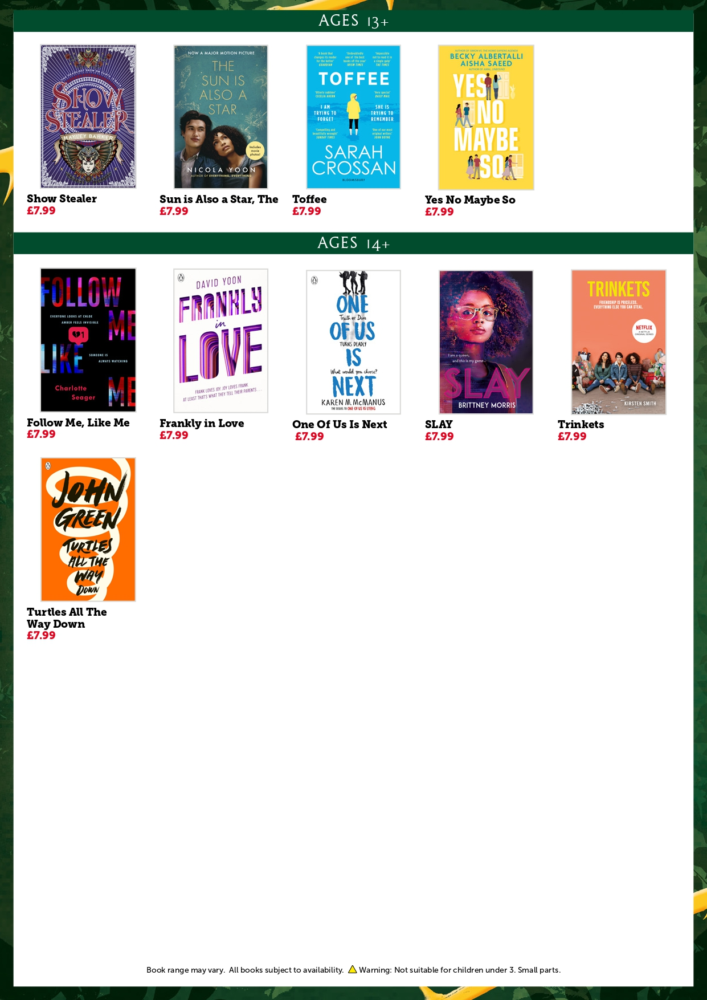 AGES 13+
THE DEADLIEST SHOW ON EARTH IS BACK
SHOW
STEALER
HAYLEY BARKER
NOW A MAJOR MOTION PICTURE
THE
SUN IS
ALSO A
STAR
Includes
movie
photos!
NICOLA YOON
AUTHOR OF EVERYTHING, EVERYTHING
'A book that
changes its reader
for the better'
GUARDIAN
'Undoubtedly
one of the best
books of the year'
IRISH TIMES
'Impossible
not to read it in
a single gulp'
THE TIMES
TOFFEE
'Utterly sublime'
CECELIA AHERN
'Very special'
DAILY MAIL
I AM
TRYING TO
FORGET
SHE IS
TRYING TO
REMEMBER
'Compelling and
beautifully wrought'
SUNDAY TIMES
'One of our most
original writers'
JOHN BOYNE
SARAH
CROSSAN
BLOOMSBURY
AUTHOR OF SIMON VS. THE HOMO SAPIENS AGENDA
BECKY ALBERTALLI
AISHA SAEED
AUTHOR OF AMAL UNBOUND
YES
NO
MAYBE
SO
Show Stealer
£7.99
Sun is Also a Star, The
£7.99
Toffee
£7.99
Yes No Maybe So
£7.99
AGES 14+
FOLLOW
EVERYONE LOOKS AT CHLOE
AMBER FEELS INVISIBLE
ME
1
LIKE
SOMEONE IS
ALWAYS WATCHING
ME
Charlotte
Seager
DAVID YOON
FRANKLY
in
LOVE
FRANK LOVES JOY. JOY LOVES FRANK.
AT LEAST THAT'S WHAT THEY TELL THEIR PARENTS . . .
ONE
Truth or Dare
OF US
TURNS DEADLY
IS
What would you choose?
NEXT
KAREN M. McMANUS
THE SEQUEL TO ONE OF US IS LYING
I am a queen,
and this is my game...
SLAY
BRITTNEY MORRIS
TRINKETS
FRIENDSHIP IS PRICELESS.
EVERYTHING ELSE YOU CAN STEAL.
NETFLIX
A NETFLIX
ORIGINAL SERIES
KIRSTEN SMITH
Follow Me, Like Me
£7.99
Frankly in Love
£7.99
One Of Us Is Next
£7.99
SLAY
£7.99
Trinkets
£7.99
JOHN
GREEN
TURTLES
ALL THE
WAY
DOWN
Turtles All The
Way Down
£7.99
Book range may vary. All books subject to availability. Warning: Not suitable for children under 3. Small parts.